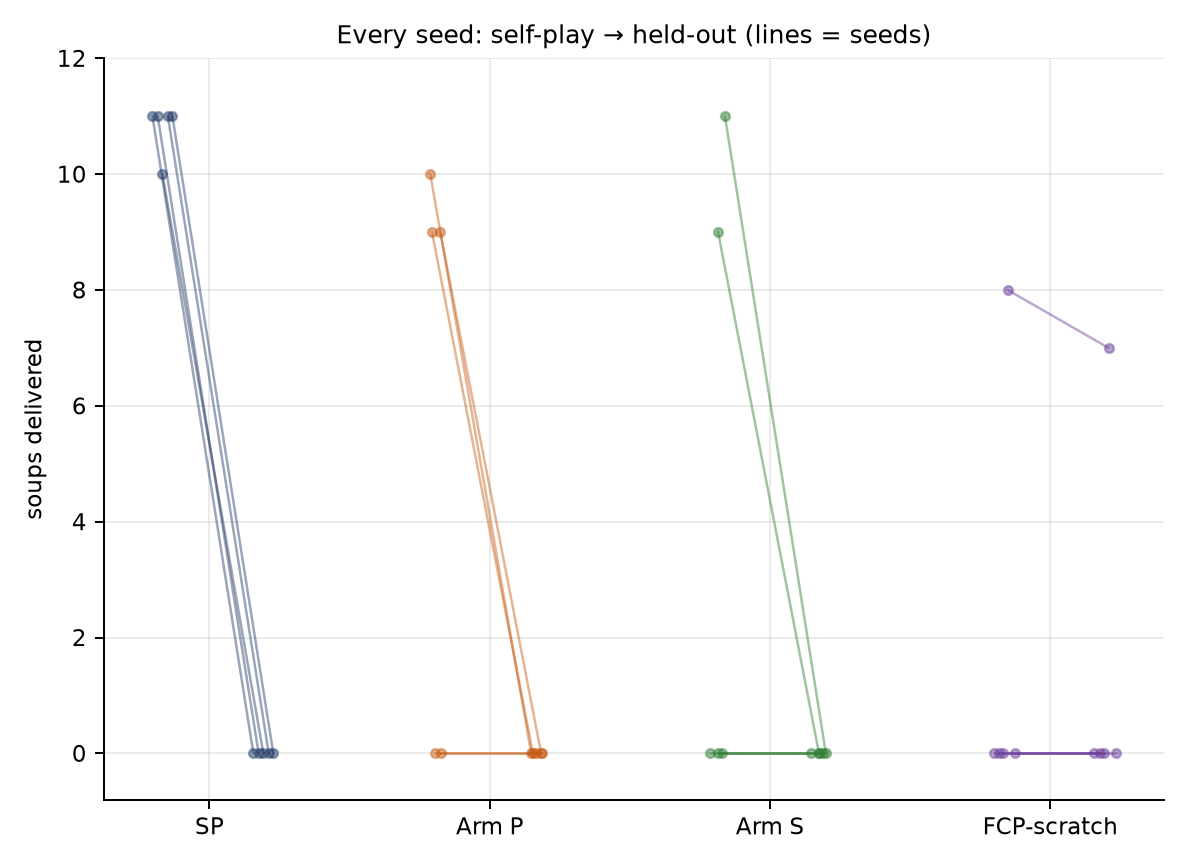 Every seed: self-play → held-out (lines = seeds)
soups delivered
12
10
8
6
4
2
0
SP
Arm P
Arm S
FCP-scratch